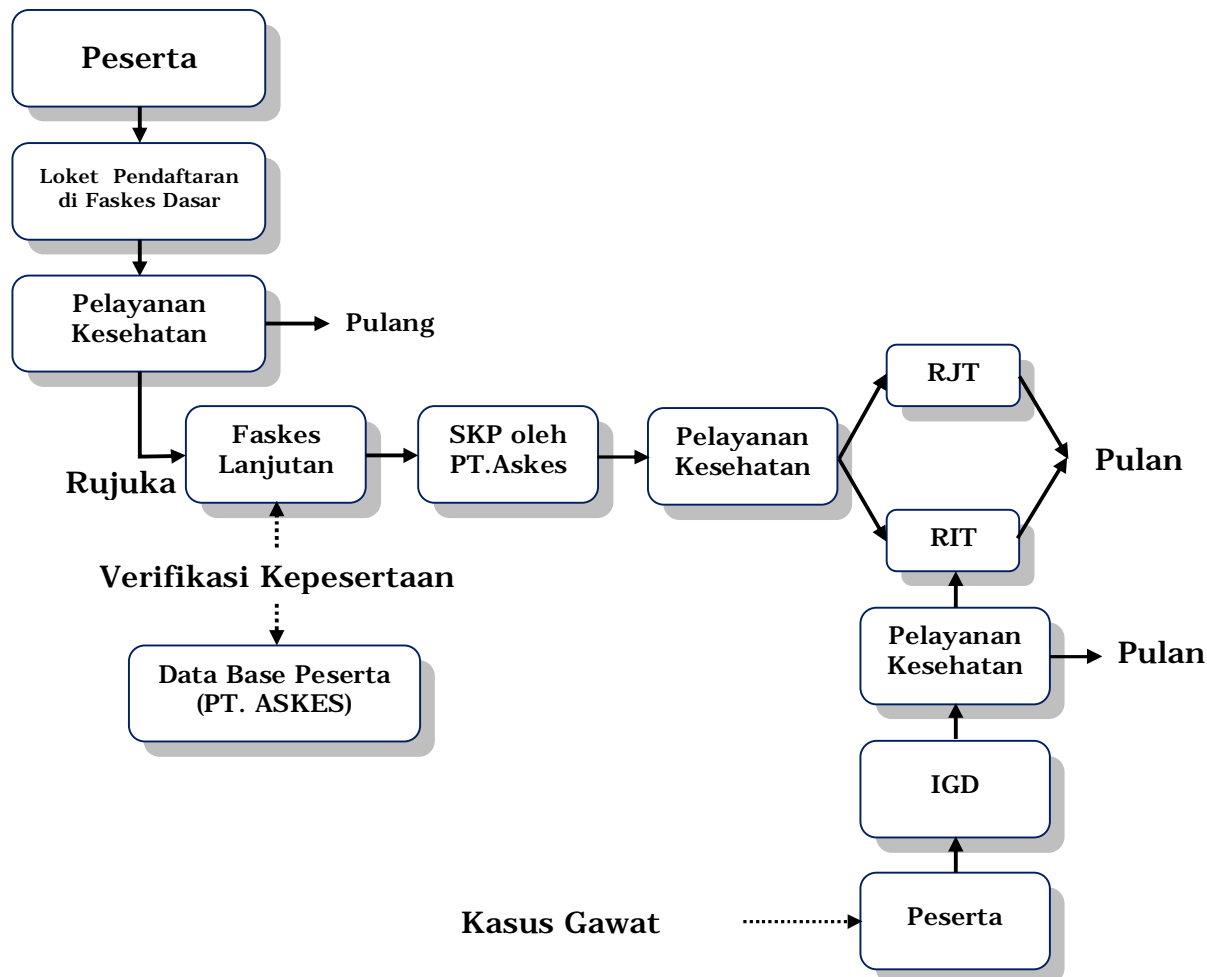 Peserta
Loket Pendaftaran
di Faskes Dasar
Pelayanan
Kesehatan
Pulang
Rujuka
Faskes
Lanjutan
SKP oleh
PT.Askes
Pelayanan
Kesehatan
RJT
RIT
Pulan
Verifikasi Kepesertaan
Data Base Peserta
(PT. ASKES)
Pelayanan
Kesehatan
Pulan
IGD
Kasus Gawat
Peserta